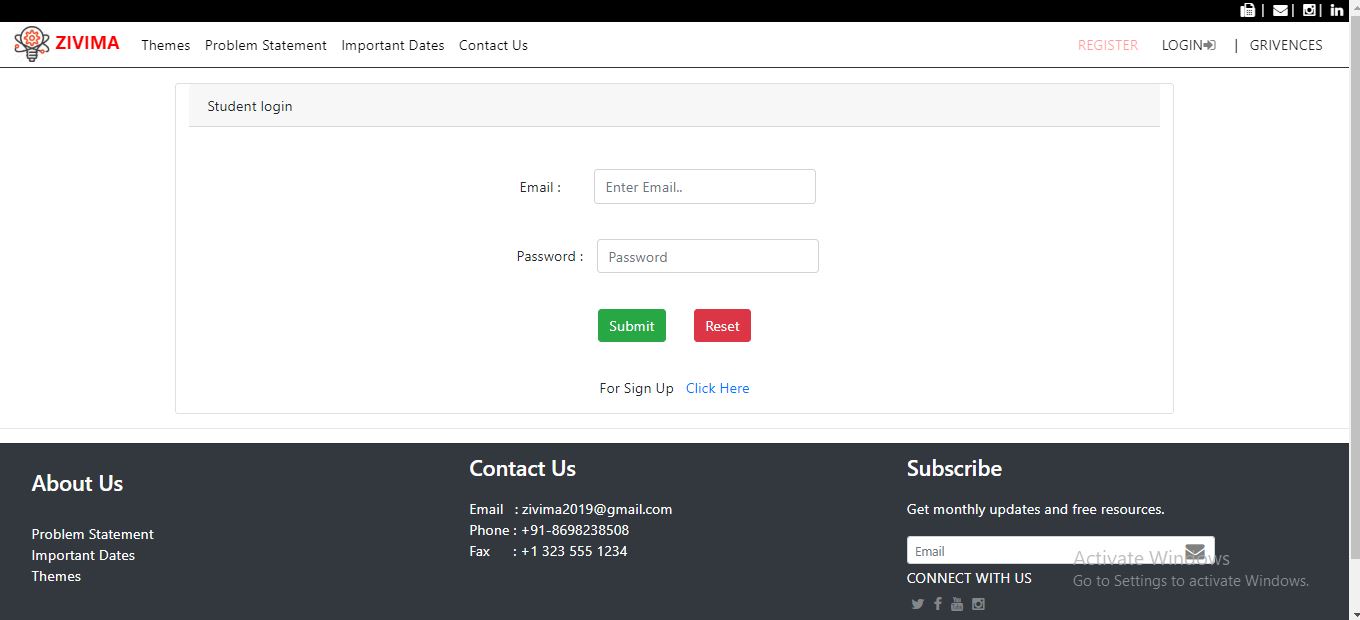 ZIVIMA Themes Problem Statement Important Dates Contact Us REGISTER LOGIN | GRIVENCES
Student login
Email : Enter Email..
Password : Password
Submit Reset
For Sign Up Click Here
About Us
Problem Statement
Important Dates
Themes
Contact Us
Email : zivima2019@gmail.com
Phone : +91-8698238508
Fax : +1 323 555 1234
Subscribe
Get monthly updates and free resources.
Email
CONNECT WITH US
Activate Windows
Go to Settings to activate Windows.